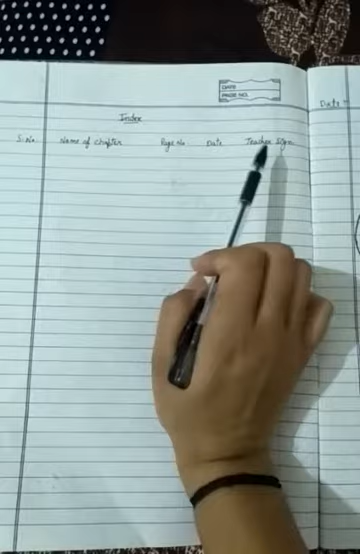 DATE
PAGE NO.
Date
Index
S.No. Name of chapter Page No Date Teacher Sign